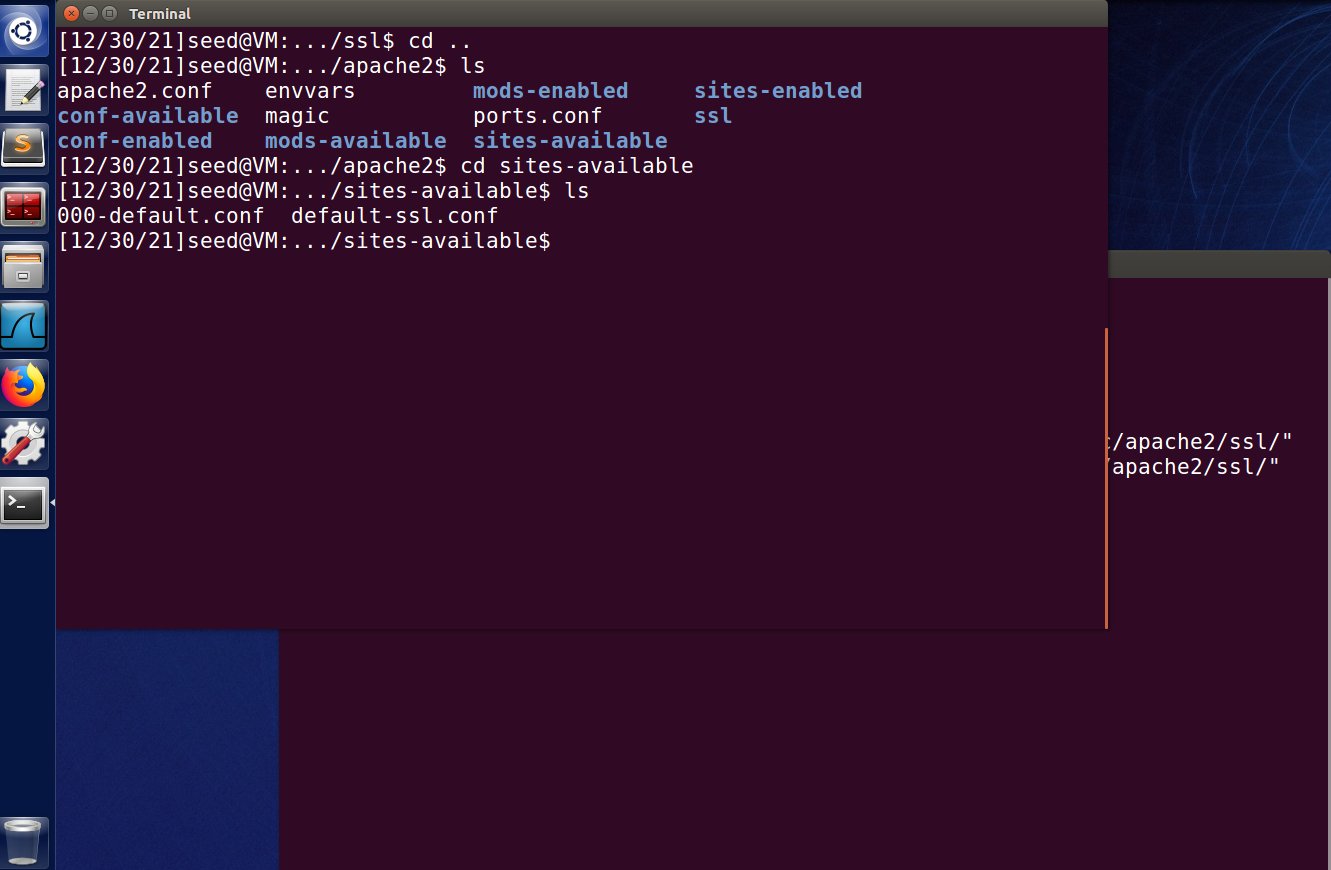 Terminal
[12/30/21]seed@VM:.../ssl$ cd ..
[12/30/21]seed@VM:.../apache2$ ls
apache2.conf    envvars         mods-enabled     sites-enabled
conf-available  magic           ports.conf       ssl
conf-enabled    mods-available  sites-available
[12/30/21]seed@VM:.../apache2$ cd sites-available
[12/30/21]seed@VM:.../sites-available$ ls
000-default.conf  default-ssl.conf
[12/30/21]seed@VM:.../sites-available$
/apache2/ssl/"
/apache2/ssl/"